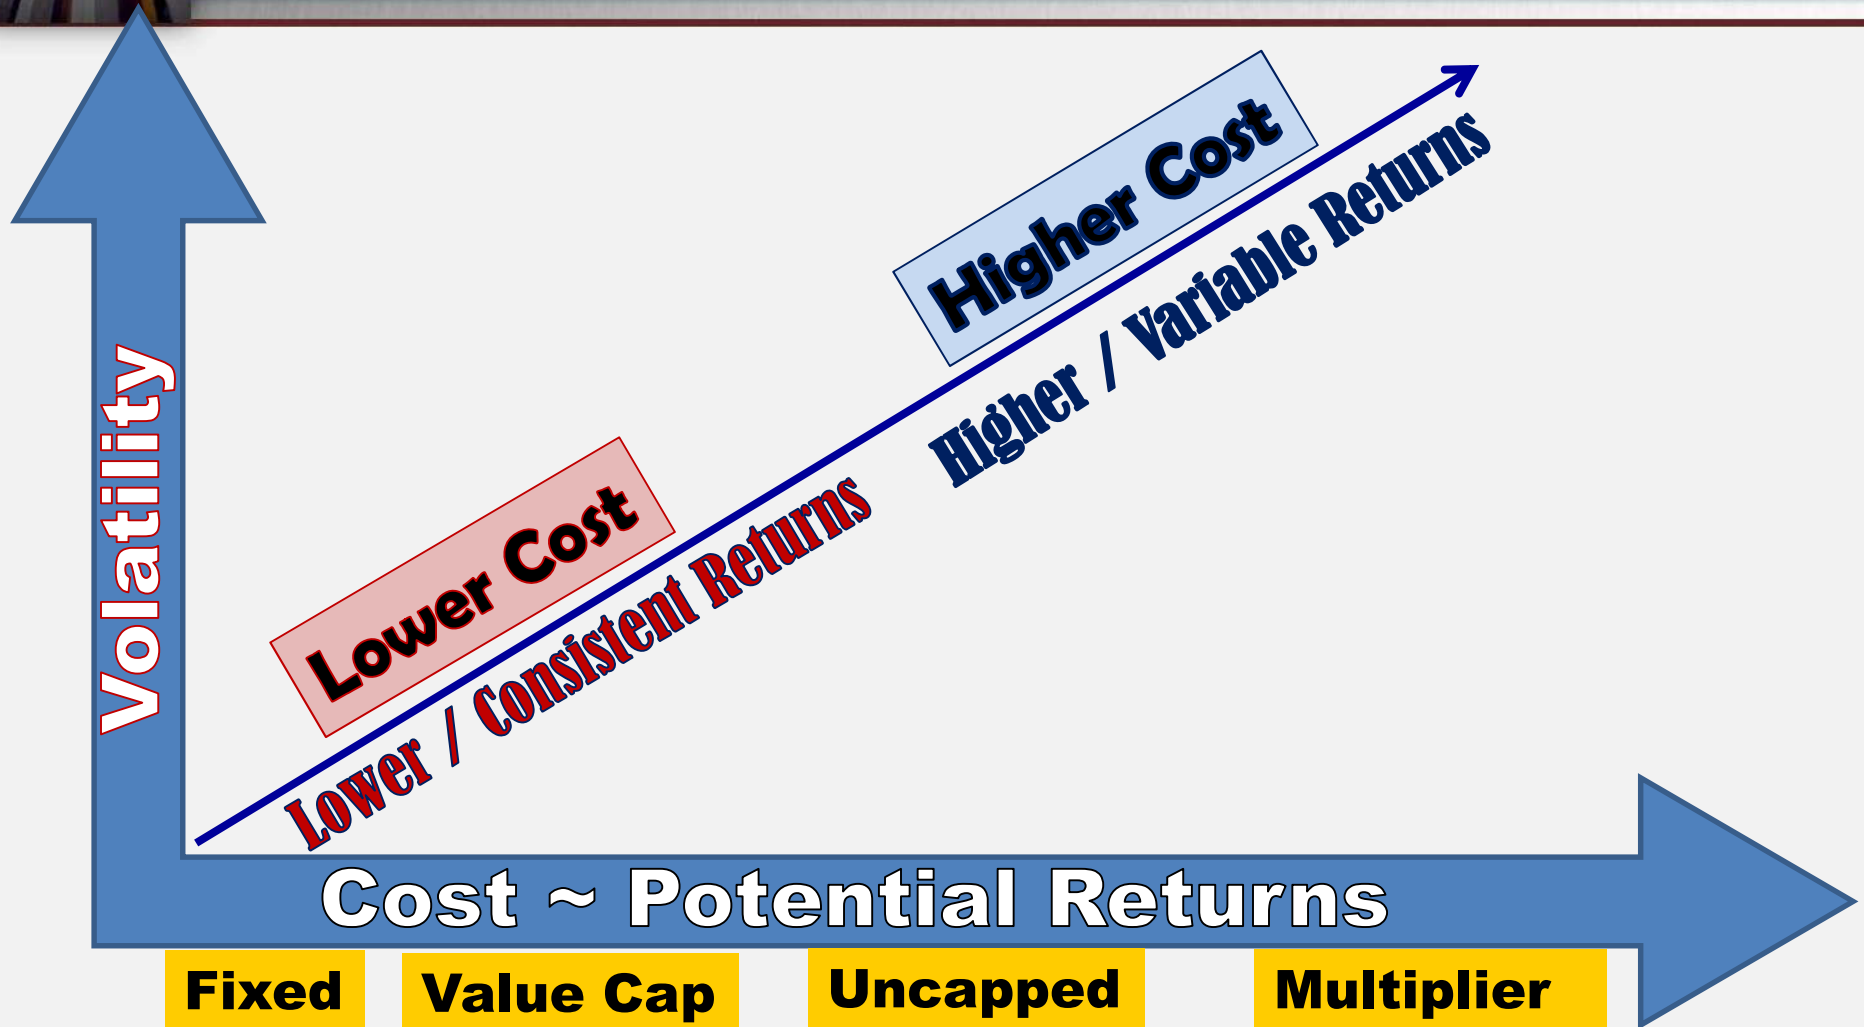 Higher Cost
Higher / Variable Returns
Volatility
Lower Cost
Lower / Consistent Returns
Cost ~ Potential Returns
Fixed
Value Cap
Uncapped
Multiplier